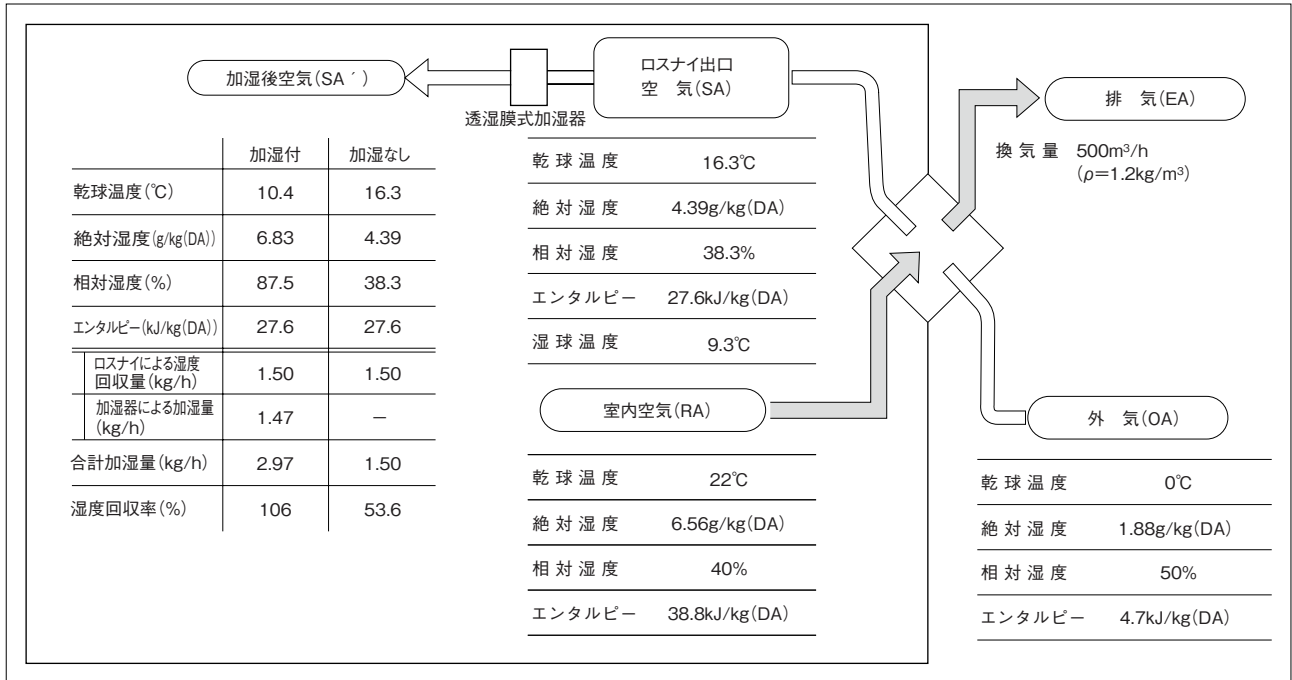 加湿後空気(SA´)
透湿膜式加湿器
ロスナイ出口
空　気(SA)
排　気(EA)
換 気 量　500m³/h
(ρ=1.2kg/m³)
加湿付　加湿なし
乾球温度(℃)　10.4　16.3
絶対湿度(g/kg(DA))　6.83　4.39
相対湿度(%)　87.5　38.3
エンタルピー(kJ/kg(DA))　27.6　27.6
ロスナイによる湿度
回収量(kg/h)　1.50　1.50
加湿器による加湿量
(kg/h)　1.47　－
合計加湿量(kg/h)　2.97　1.50
湿度回収率(%)　106　53.6
乾 球 温 度　16.3℃
絶 対 湿 度　4.39g/kg(DA)
相 対 湿 度　38.3%
エンタルピー　27.6kJ/kg(DA)
湿 球 温 度　9.3℃
室内空気(RA)
乾 球 温 度　22℃
絶 対 湿 度　6.56g/kg(DA)
相 対 湿 度　40%
エンタルピー　38.8kJ/kg(DA)
外　気(OA)
乾 球 温 度　0℃
絶 対 湿 度　1.88g/kg(DA)
相 対 湿 度　50%
エンタルピー　4.7kJ/kg(DA)